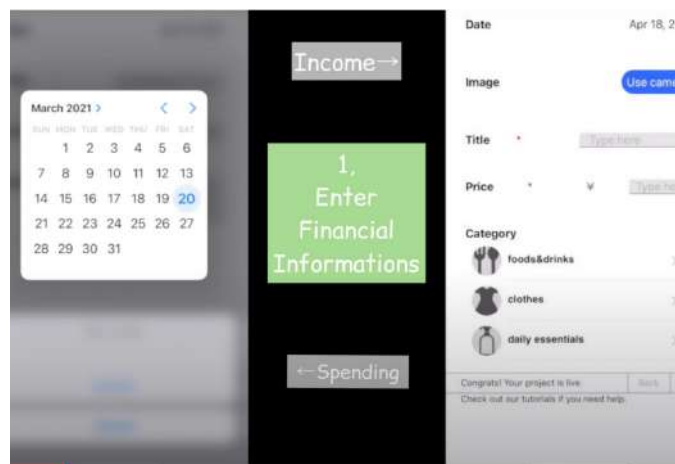 March 2021 >
< >
SUN MON TUE WED THU FRI SAT
1 2 3 4 5 6
7 8 9 10 11 12 13
14 15 16 17 18 19 20
21 22 23 24 25 26 27
28 29 30 31
Income→
1,
Enter
Financial
Informations
←Spending
Date Apr 18, 2
Image Use came
Title * Type here
Price * ¥ Type he
Category
foods&drinks
clothes
daily essentials
Congrats! Your project is live. Back
Check out our tutorials if you need help.